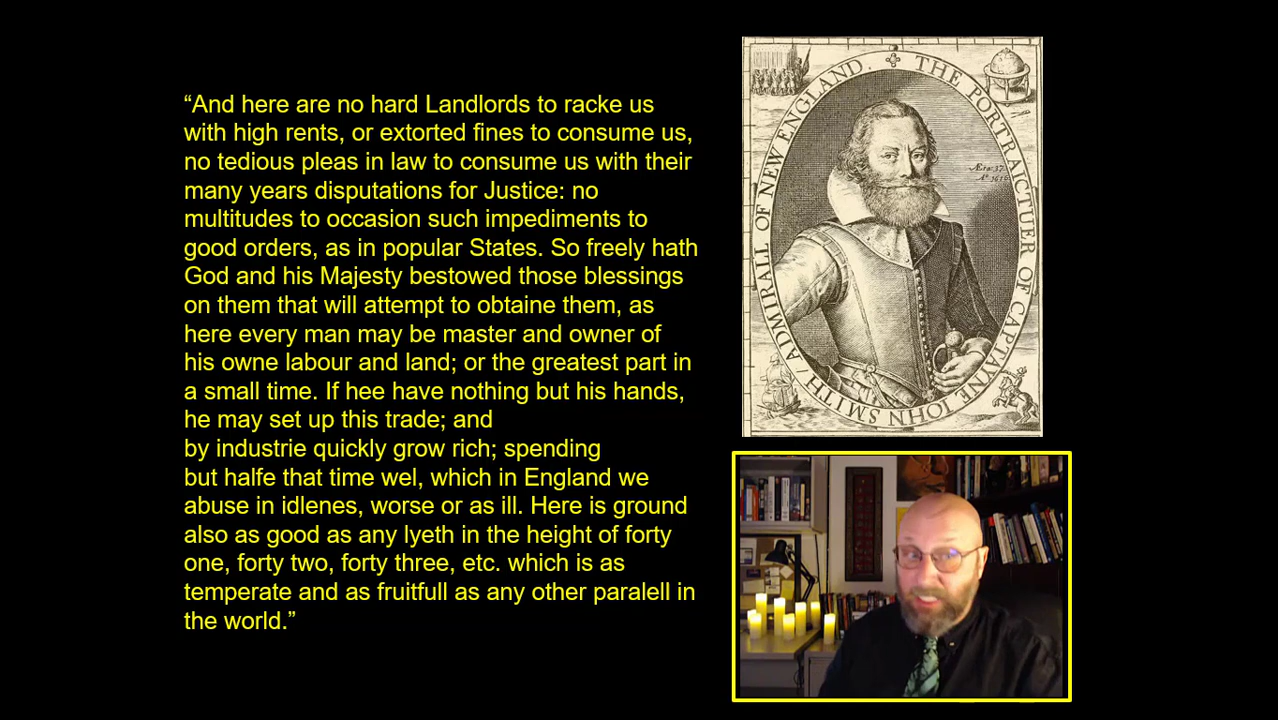 “And here are no hard Landlords to racke us
with high rents, or extorted fines to consume us,
no tedious pleas in law to consume us with their
many years disputations for Justice: no
multitudes to occasion such impediments to
good orders, as in popular States. So freely hath
God and his Majesty bestowed those blessings
on them that will attempt to obtaine them, as
here every man may be master and owner of
his owne labour and land; or the greatest part in
a small time. If hee have nothing but his hands,
he may set up this trade; and
by industrie quickly grow rich; spending
but halfe that time wel, which in England we
abuse in idlenes, worse or as ill. Here is ground
also as good as any lyeth in the height of forty
one, forty two, forty three, etc. which is as
temperate and as fruitfull as any other paralell in
the world.”
THE PORTRAICTUER OF CAPTAYNE JOHN SMITH / ADMIRALL OF NEW ENGLAND.
Æta: 37.
Aº 1616